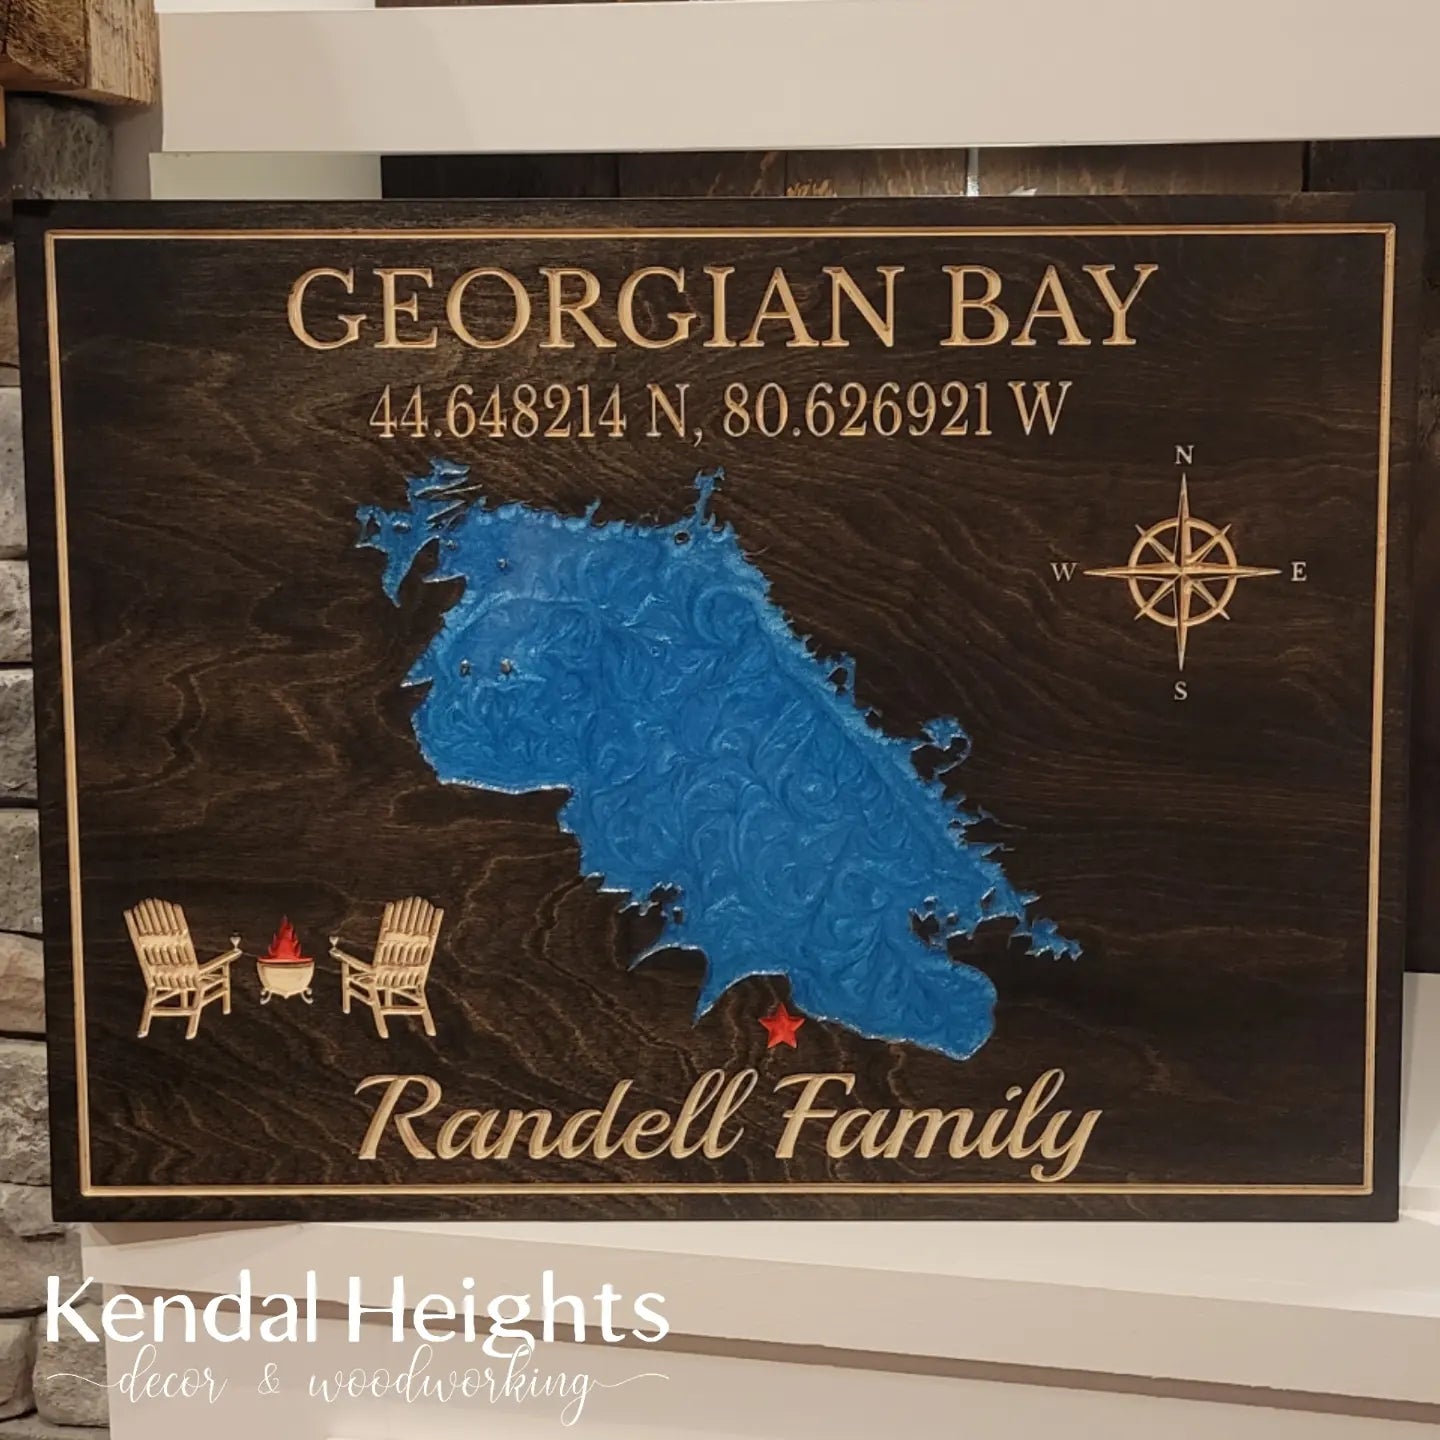 GEORGIAN BAY
44.648214 N, 80.626921 W
N
W E
S
Randell Family
Kendal Heights
decor & woodworking